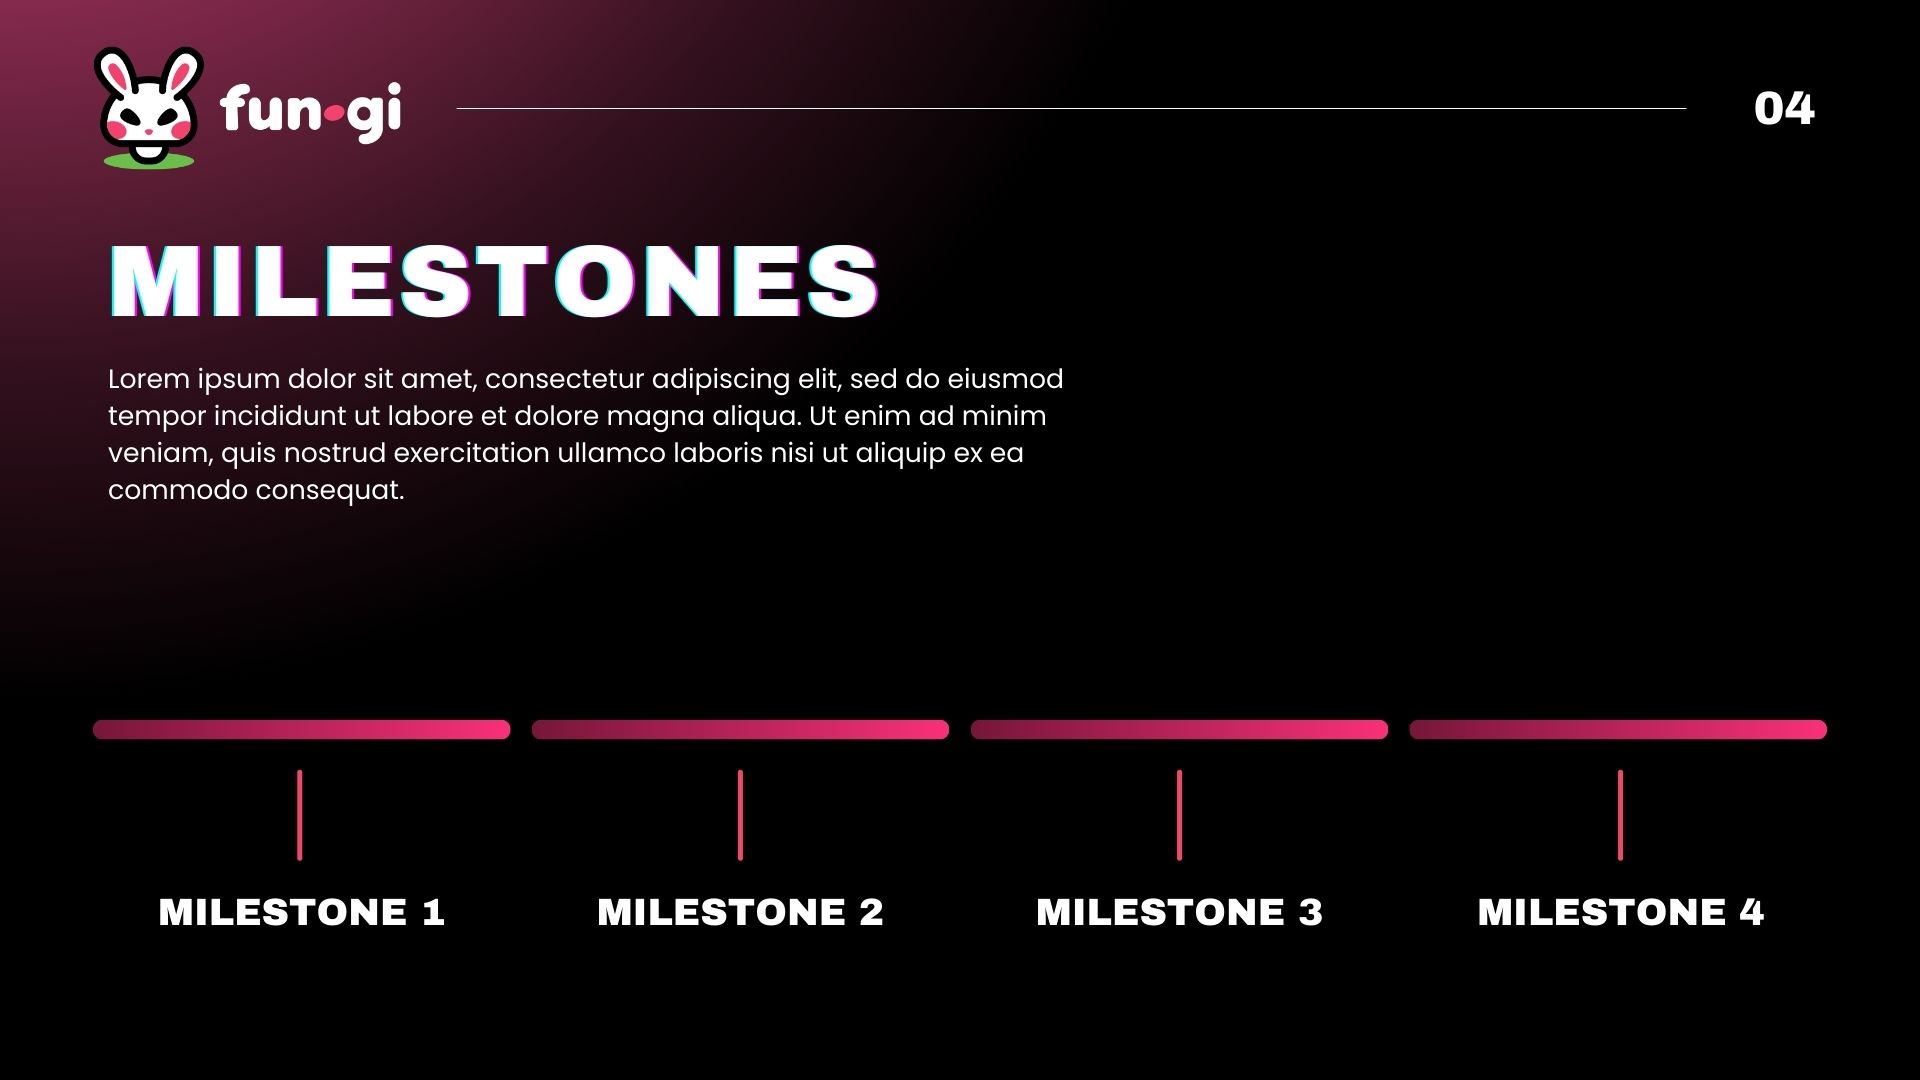 fun-gi
04
MILESTONES
Lorem ipsum dolor sit amet, consectetur adipiscing elit, sed do eiusmod
tempor incididunt ut labore et dolore magna aliqua. Ut enim ad minim
veniam, quis nostrud exercitation ullamco laboris nisi ut aliquip ex ea
commodo consequat.
MILESTONE 1
MILESTONE 2
MILESTONE 3
MILESTONE 4